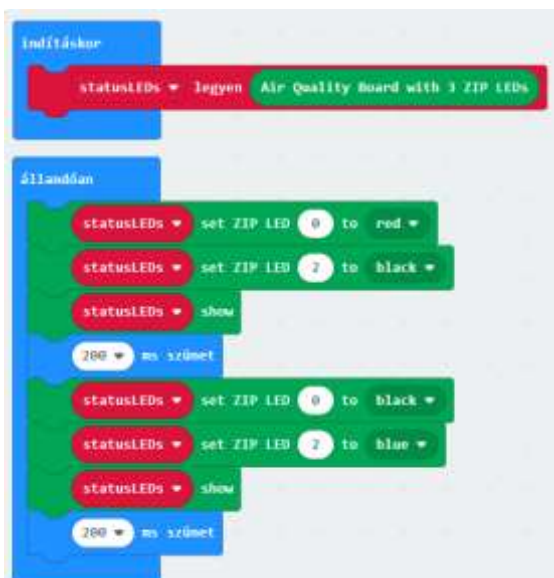 indításkor
statusLEDs legyen Air Quality Board with 3 ZIP LEDs
állandóan
statusLEDs set ZIP LED 0 to red
statusLEDs set ZIP LED 2 to black
statusLEDs show
200 ms szünet
statusLEDs set ZIP LED 0 to black
statusLEDs set ZIP LED 2 to blue
statusLEDs show
200 ms szünet